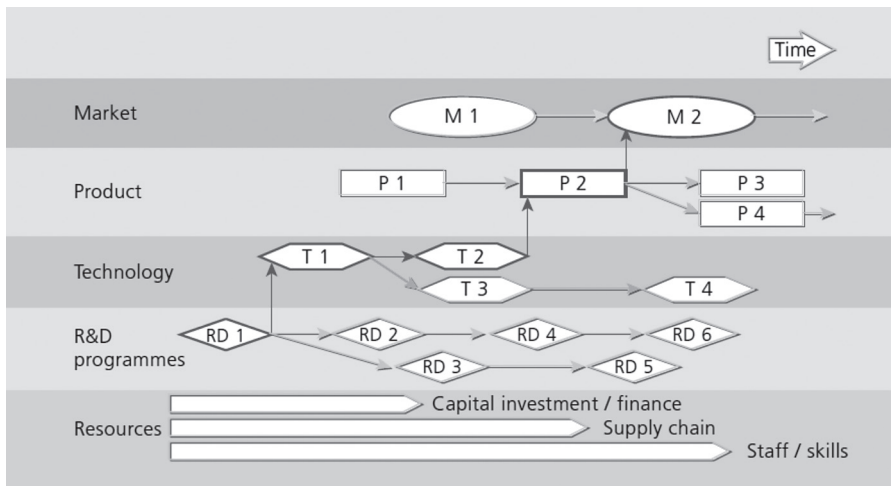 Time
Market
M 1
M 2
Product
P 1
P 2
P 3
P 4
Technology
T 1
T 2
T 3
T 4
R&D
programmes
RD 1
RD 2
RD 4
RD 6
RD 3
RD 5
Resources
Capital investment / finance
Supply chain
Staff / skills